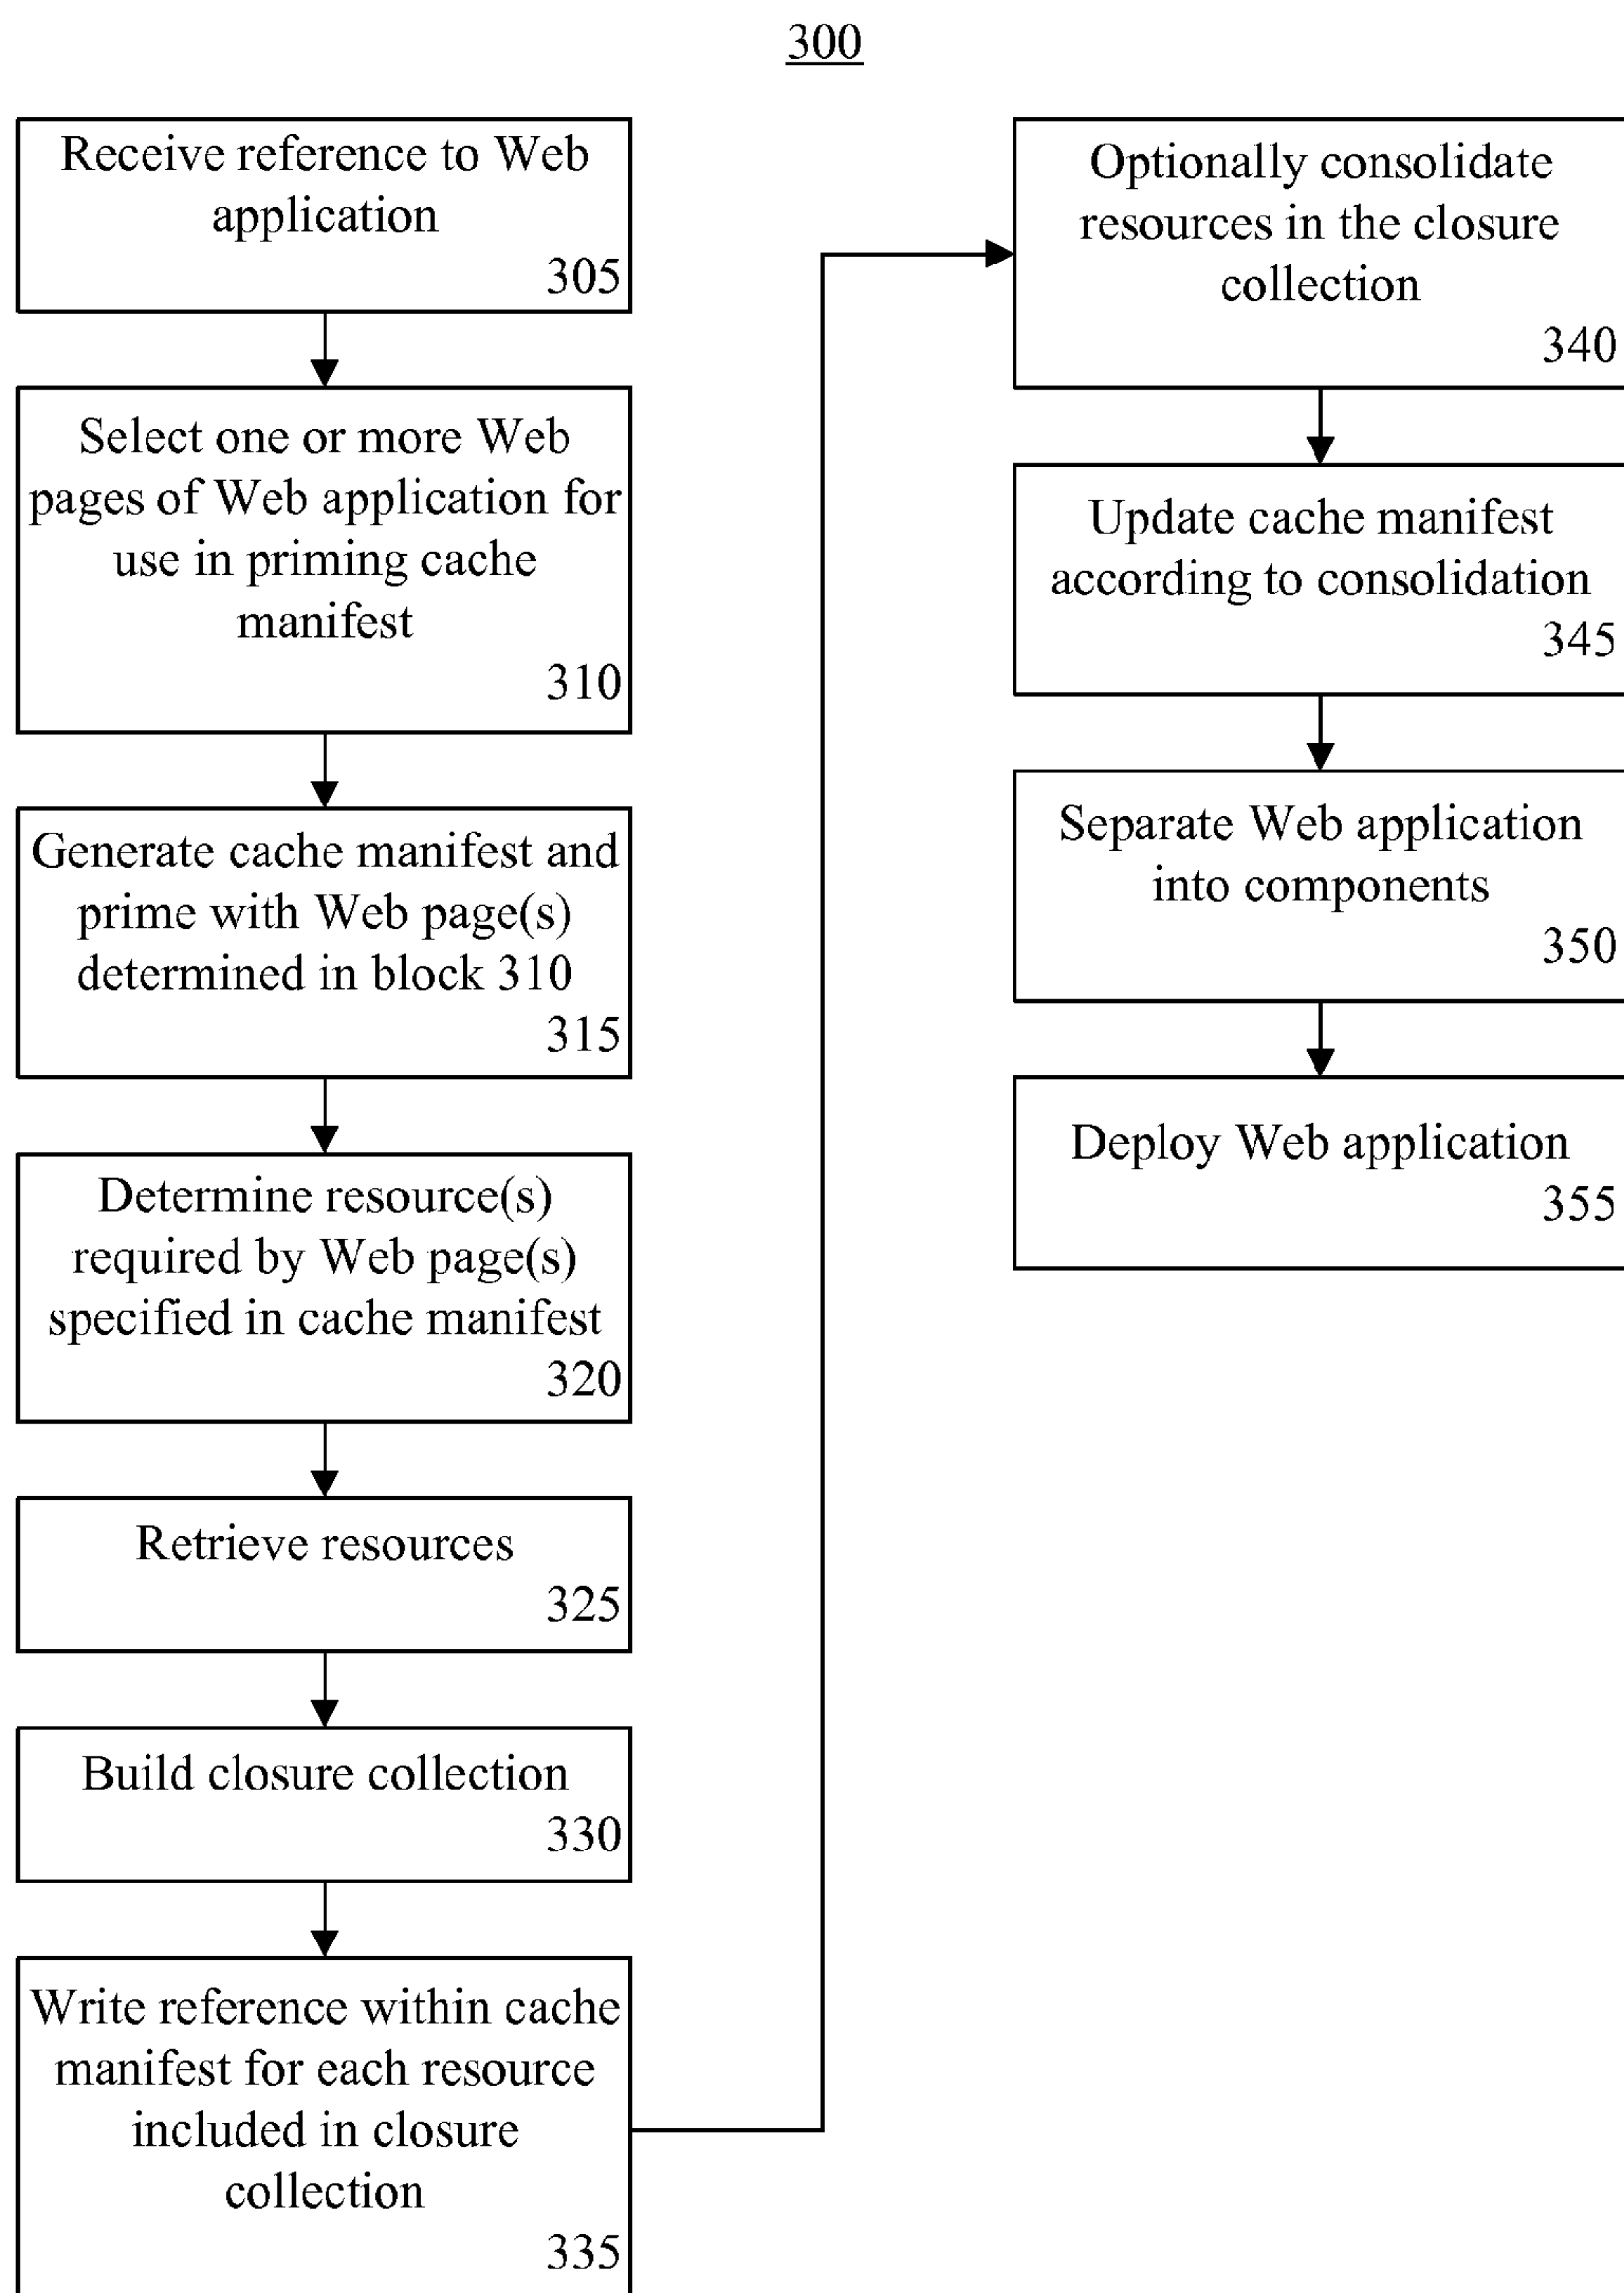 300
Receive reference to Web
application
305
Select one or more Web
pages of Web application for
use in priming cache
manifest
310
Generate cache manifest and
prime with Web page(s)
determined in block 310
315
Determine resource(s)
required by Web page(s)
specified in cache manifest
320
Retrieve resources
325
Build closure collection
330
Write reference within cache
manifest for each resource
included in closure
collection
335
Optionally consolidate
resources in the closure
collection
340
Update cache manifest
according to consolidation
345
Separate Web application
into components
350
Deploy Web application
355